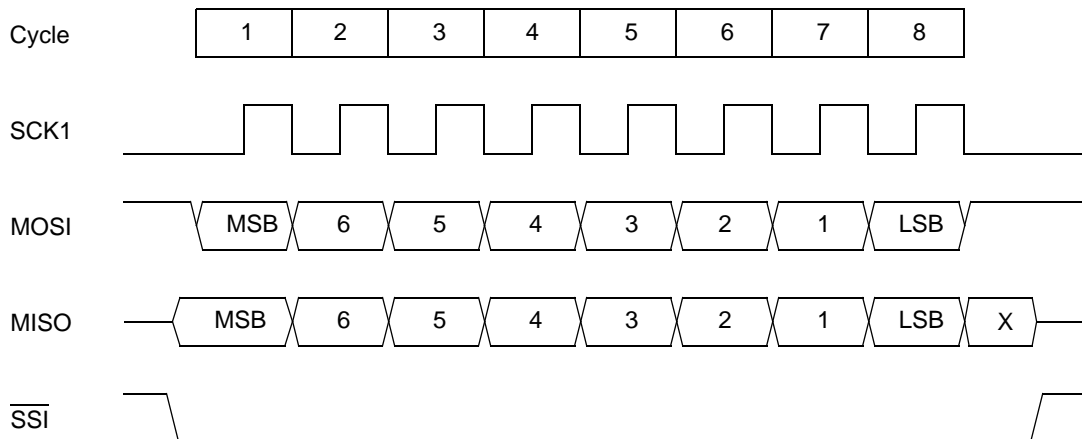 Cycle 1 2 3 4 5 6 7 8
SCK1
MOSI MSB 6 5 4 3 2 1 LSB
MISO MSB 6 5 4 3 2 1 LSB X
SSI